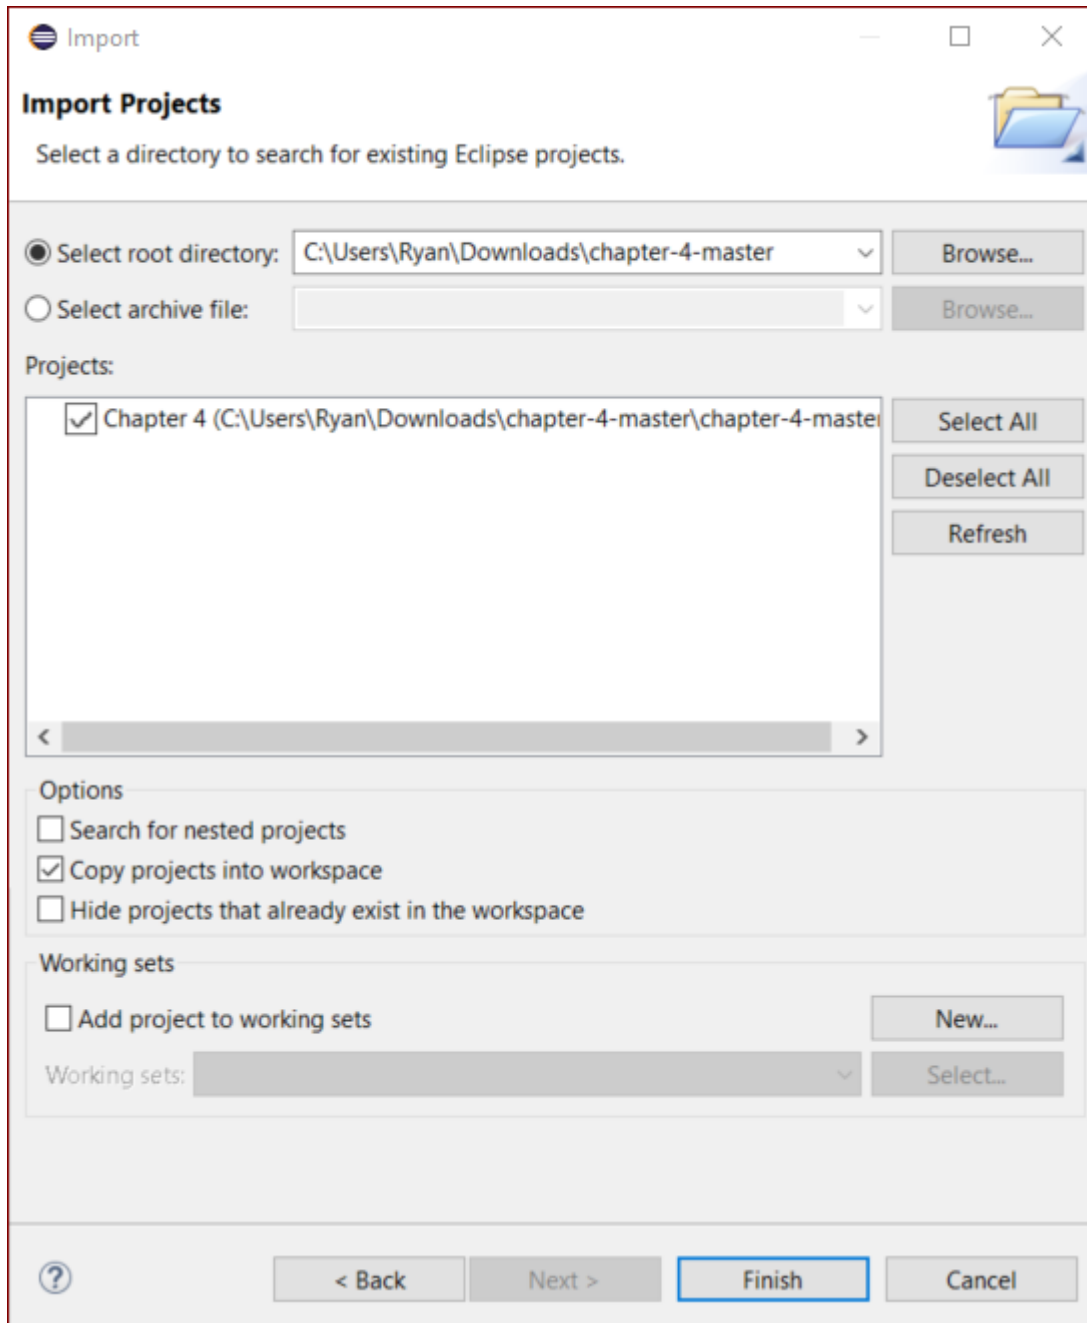 Import
Import Projects
Select a directory to search for existing Eclipse projects.
Select root directory: C:\Users\Ryan\Downloads\chapter-4-master Browse...
Select archive file: Browse...
Projects:
Chapter 4 (C:\Users\Ryan\Downloads\chapter-4-master\chapter-4-master Select All
Deselect All
Refresh
Options
Search for nested projects
Copy projects into workspace
Hide projects that already exist in the workspace
Working sets
Add project to working sets New...
Working sets: Select...
? < Back Next > Finish Cancel